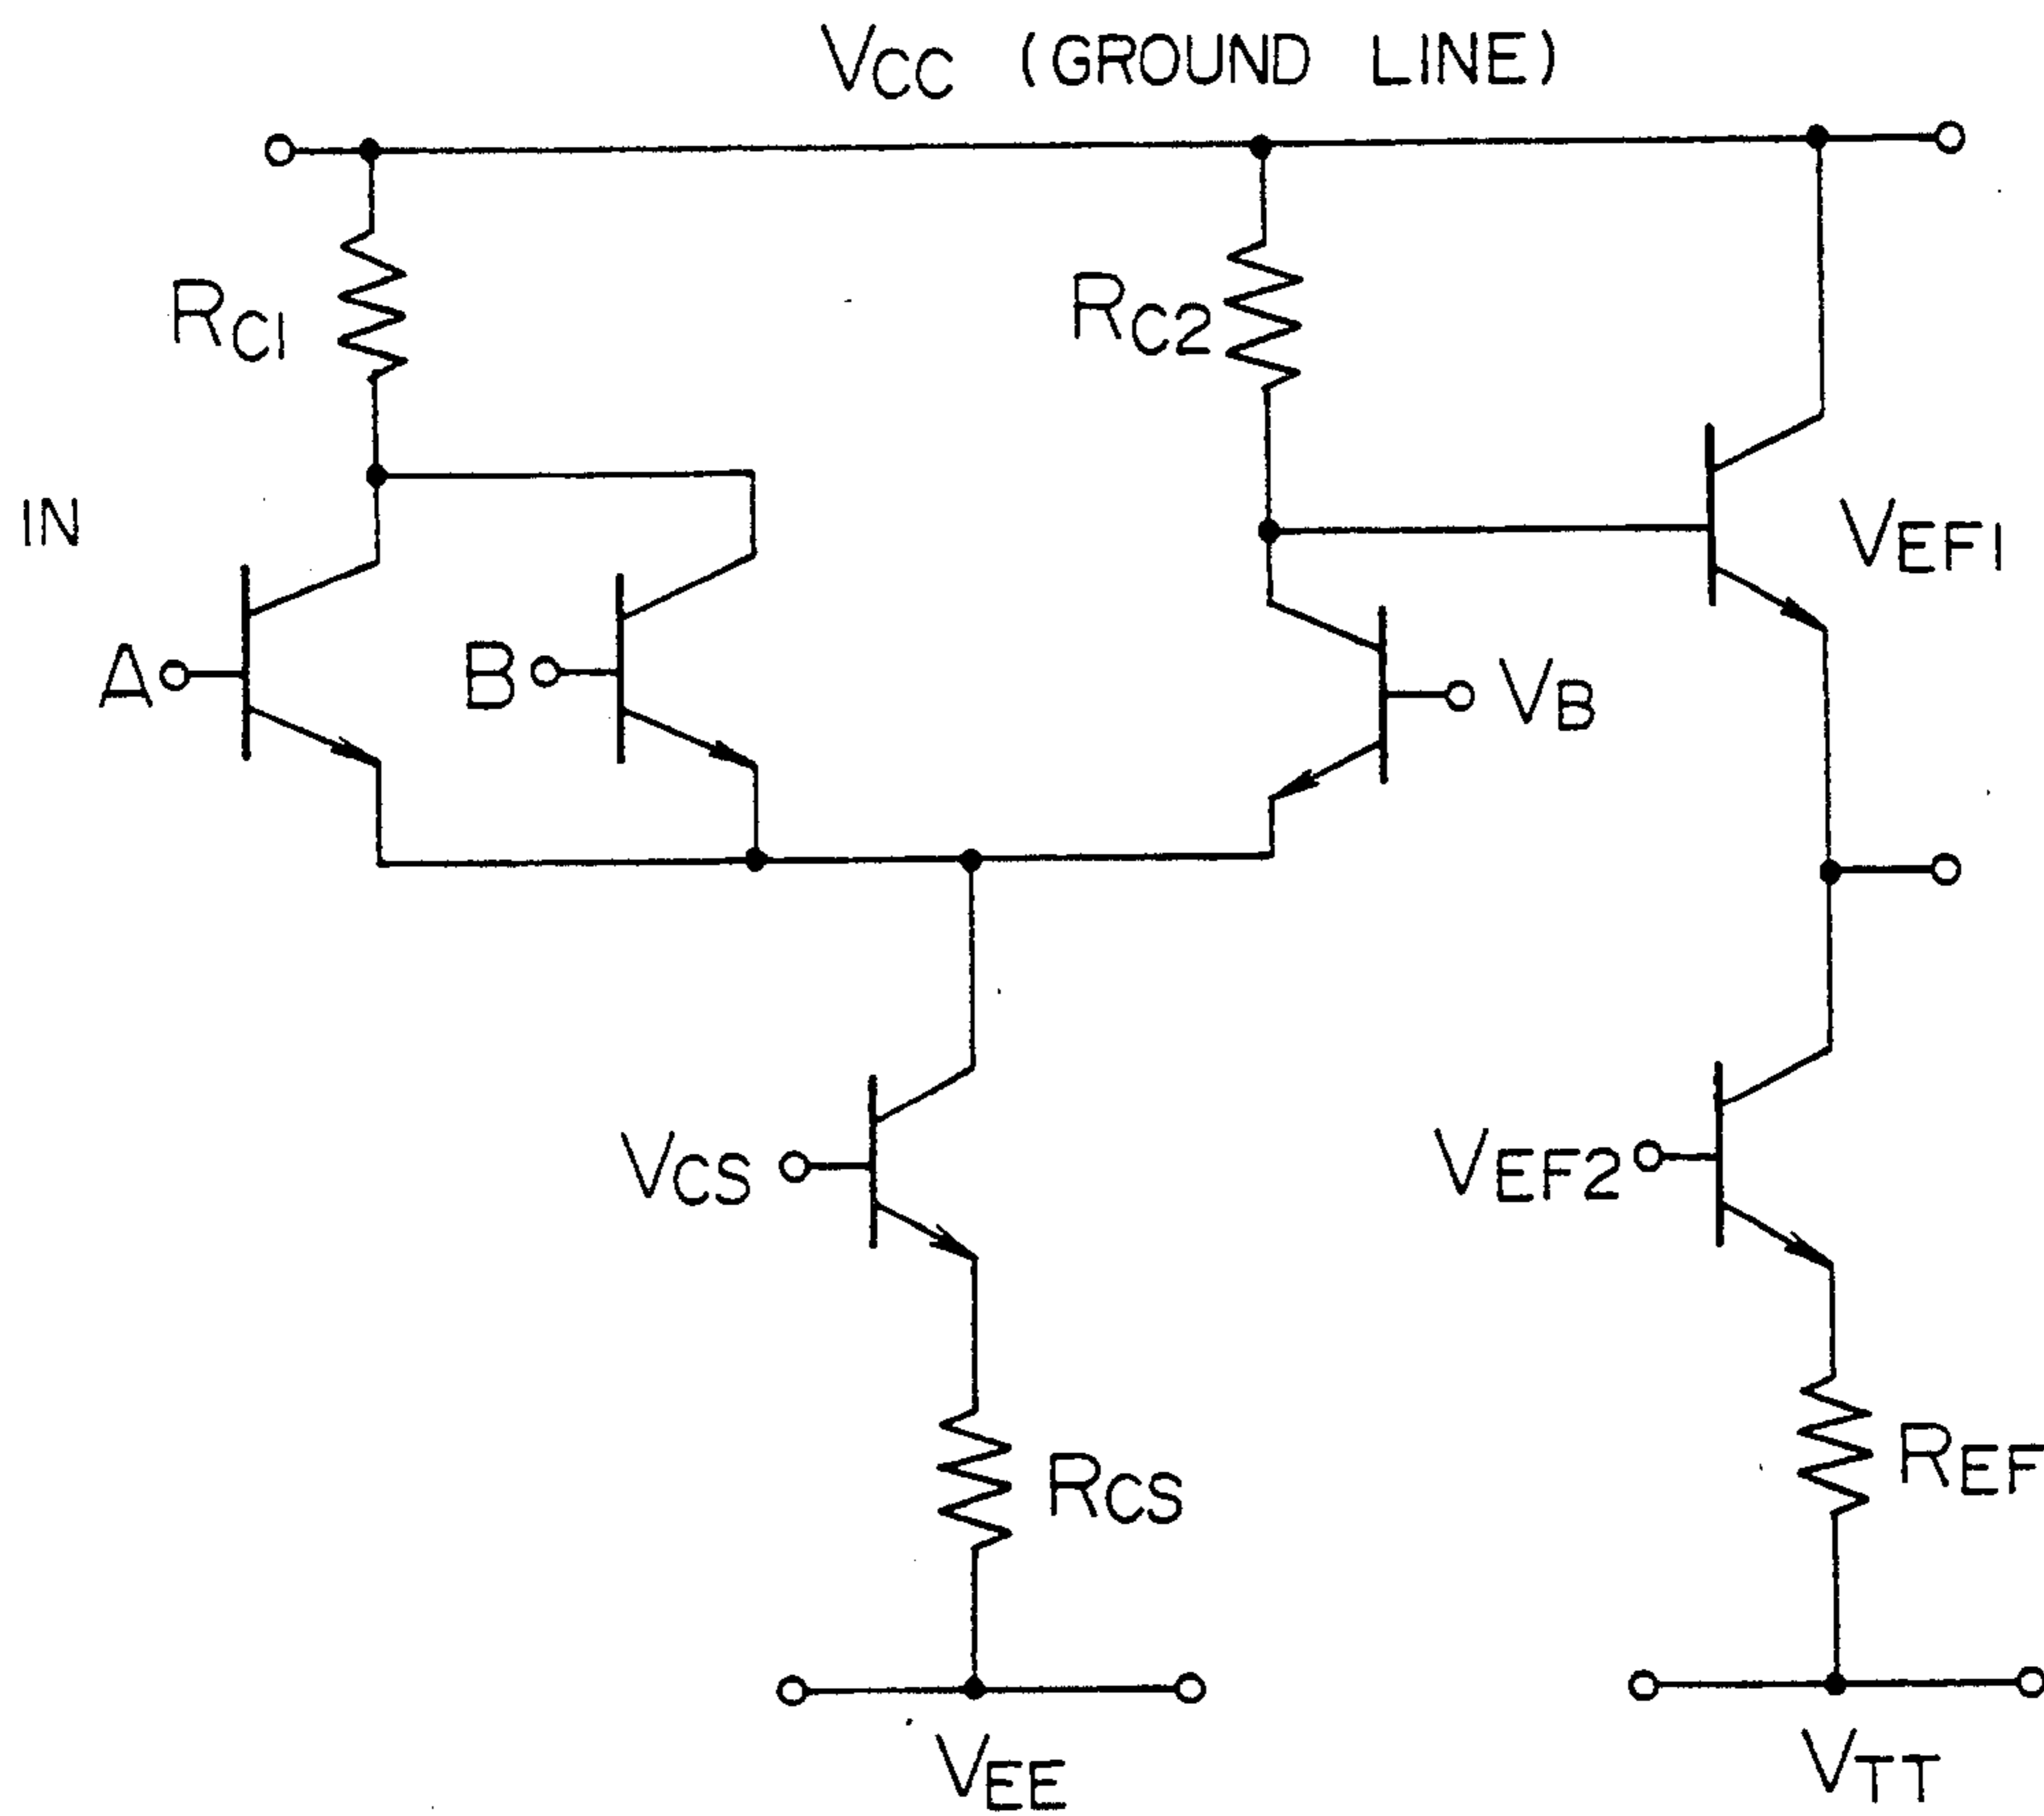 VCC (GROUND LINE)
RC1
RC2
IN
VEF1
A
B
VB
VCS
VEF2
RCS
REF
VEE
VTT